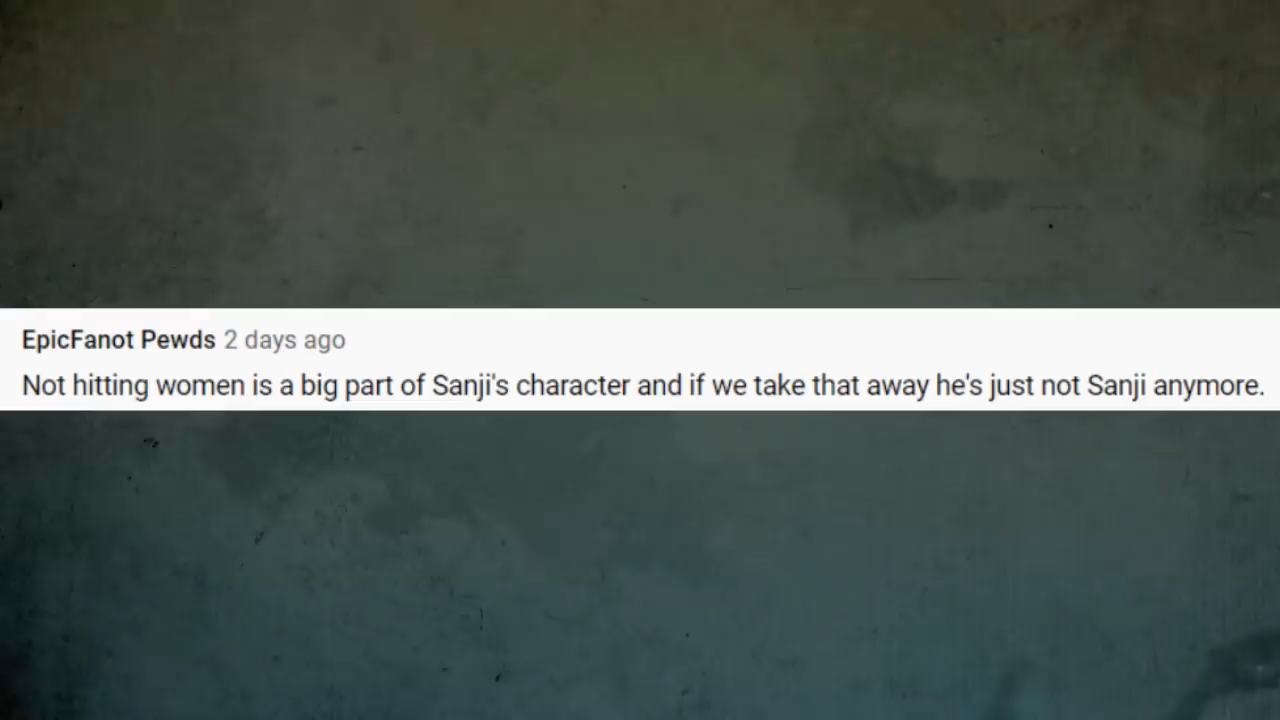 EpicFanot Pewds 2 days ago
Not hitting women is a big part of Sanji's character and if we take that away he's just not Sanji anymore.